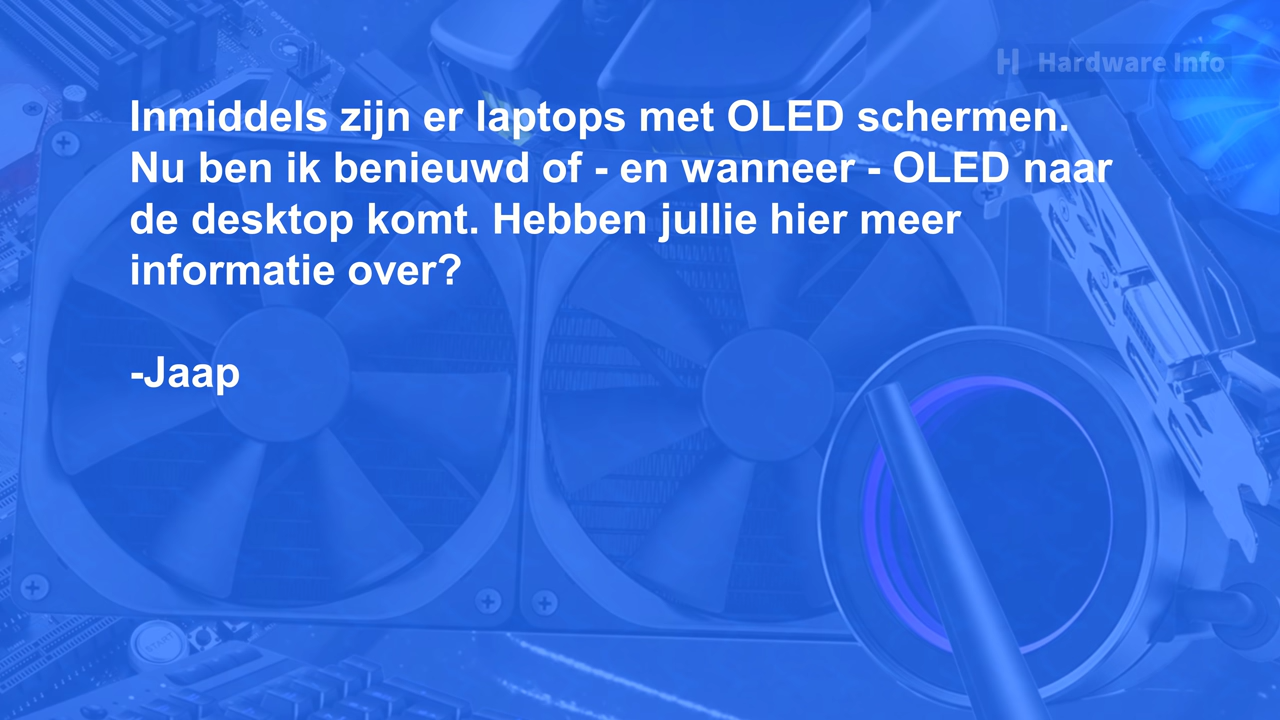 Hardware Info
Inmiddels zijn er laptops met OLED schermen.
Nu ben ik benieuwd of - en wanneer - OLED naar
de desktop komt. Hebben jullie hier meer
informatie over?
-Jaap